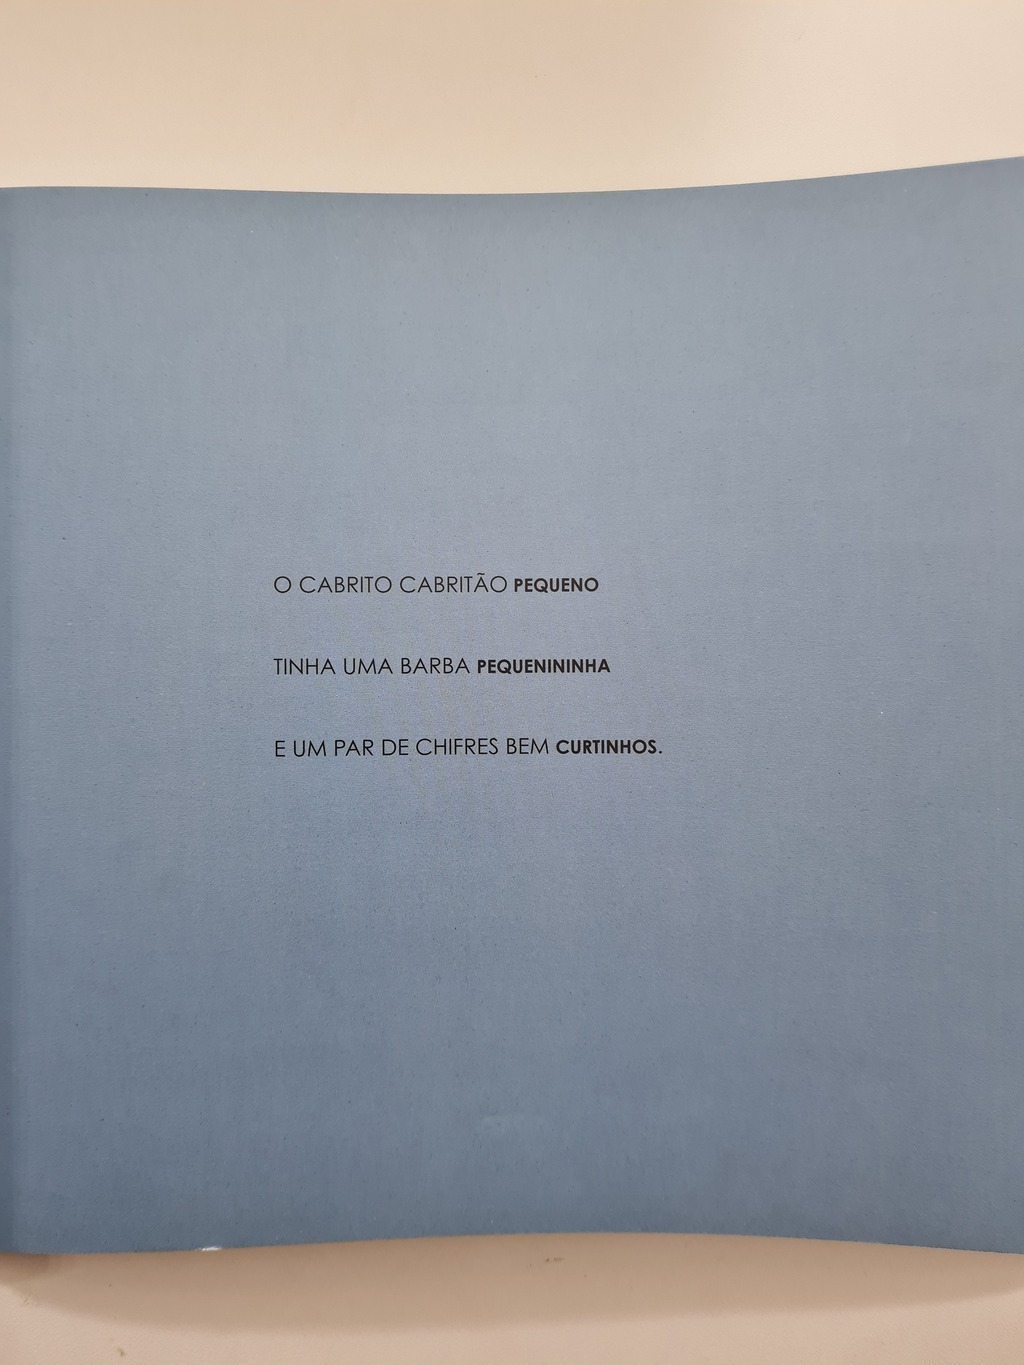 O CABRITO CABRITÃO PEQUENO
TINHA UMA BARBA PEQUENININHA
E UM PAR DE CHIFRES BEM CURTINHOS.